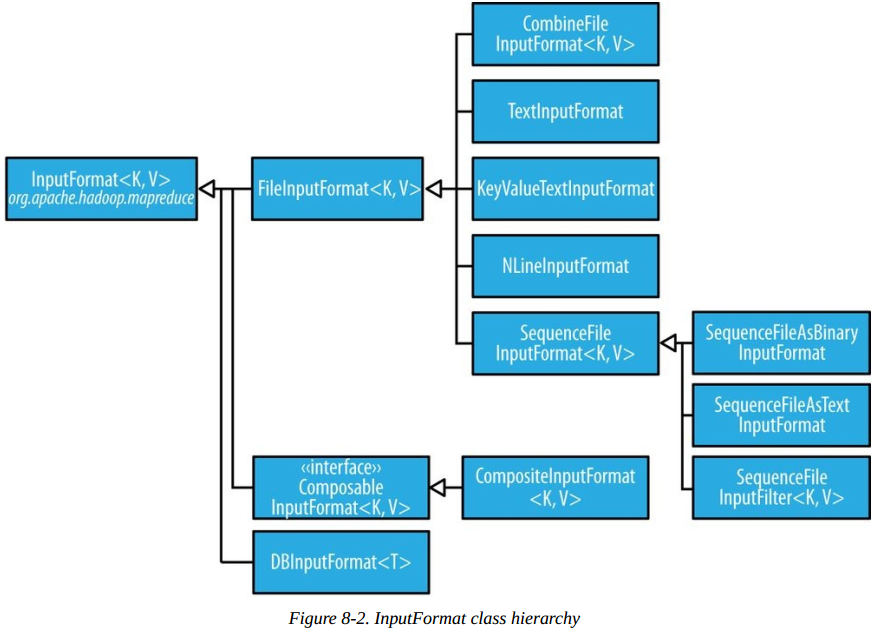 CombineFile
InputFormat<K, V>
TextInputFormat
InputFormat<K, V>
org.apache.hadoop.mapreduce
FileInputFormat<K, V>
KeyValueTextInputFormat
NLineInputFormat
SequenceFile
InputFormat<K, V>
SequenceFileAsBinary
InputFormat
SequenceFileAsText
InputFormat
‹‹interface››
Composable
InputFormat<K, V>
CompositeInputFormat
<K, V>
SequenceFile
InputFilter<K, V>
DBInputFormat<T>
Figure 8-2. InputFormat class hierarchy